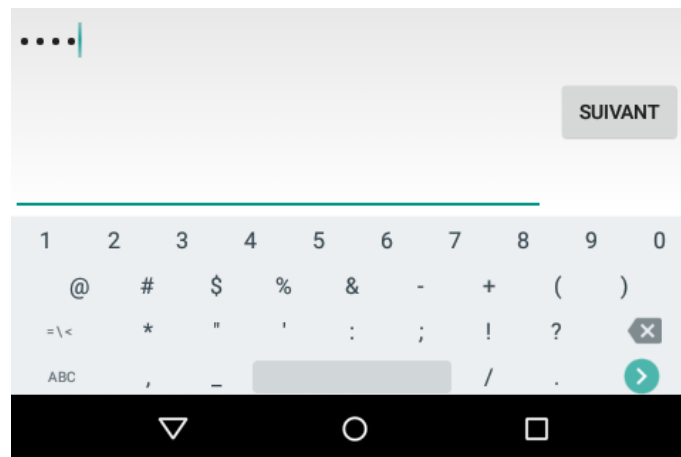 ••••
SUIVANT
1 2 3 4 5 6 7 8 9 0
@ # $ % & - + ( )
=\< * " ' : ; ! ?
ABC , _ / .